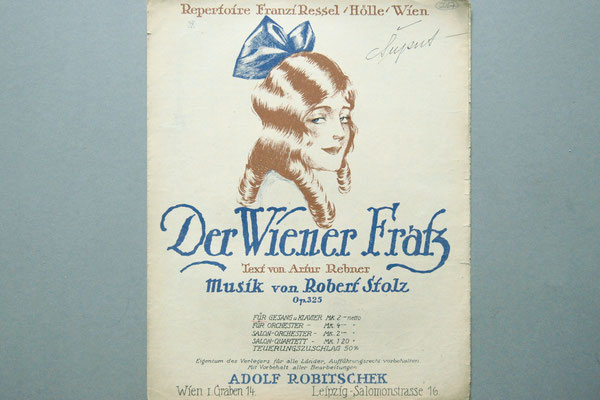 Repertoire Franzi Ressel / Hölle / Wien.
Der Wiener Fratz
Text von Artur Rebner
Musik von Robert Stolz
Op. 325
FÜR GESANG U. KLAVIER MK. 2 – netto
FÜR ORCHESTER – MK. 4 – "
SALON-ORCHESTER – MK. 2 – "
SALON-QUARTETT – MK. 1 20 "
TEUERUNGSZUSCHLAG 50%
Eigentum des Verlegers für alle Länder, Aufführungsrecht vorbehalten.
Mit Vorbehalt aller Bearbeitungen
ADOLF ROBITSCHEK
Wien I. Graben 14. Leipzig - Salomonstrasse 16.